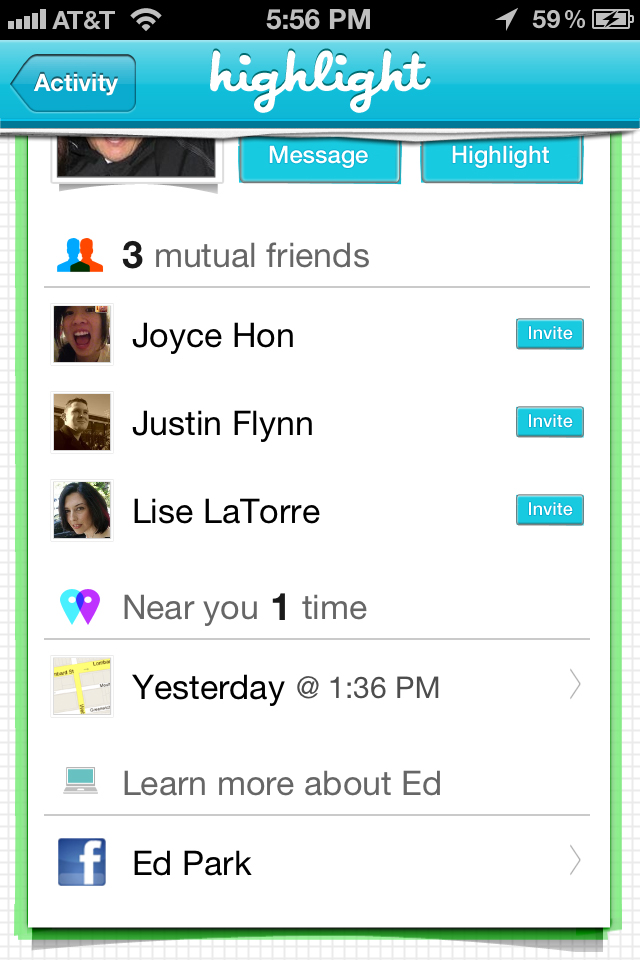 AT&T 5:56 PM 59%
Activity highlight
Message Highlight
3 mutual friends
Joyce Hon Invite
Justin Flynn Invite
Lise LaTorre Invite
Near you 1 time
Yesterday @ 1:36 PM
Learn more about Ed
f Ed Park